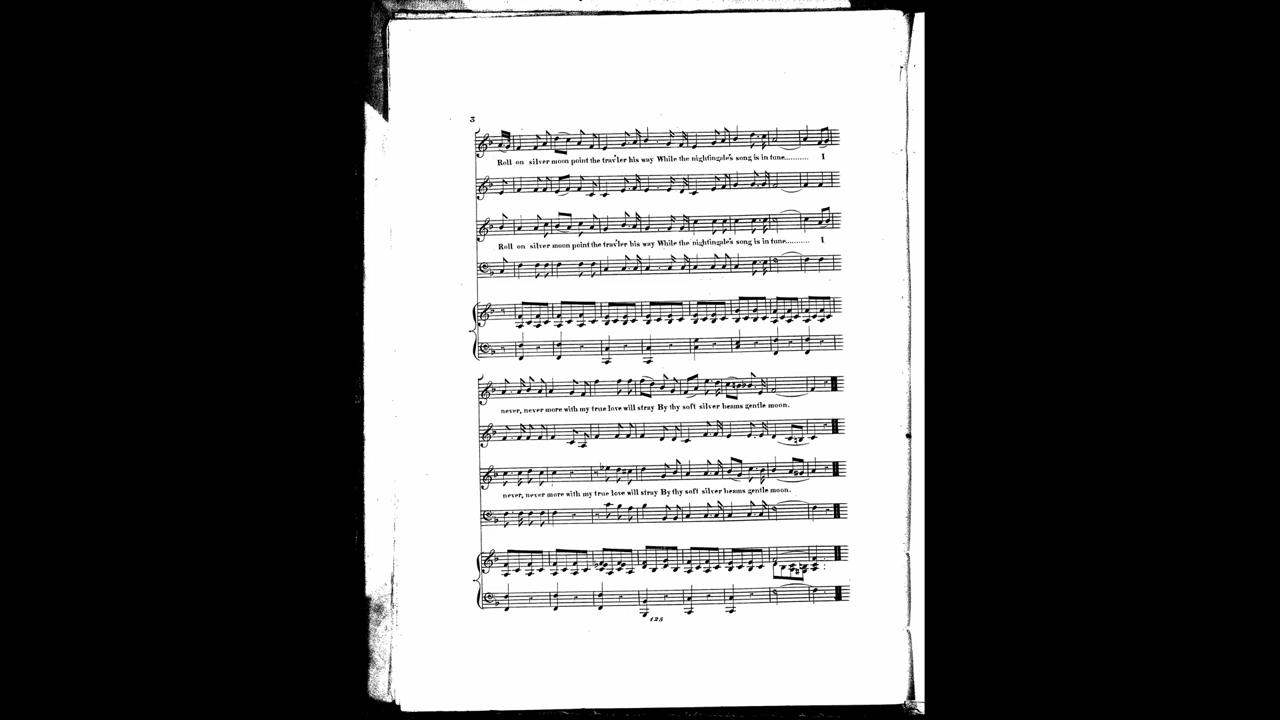 3
Roll on silver moon point the trav'ler his way While the nightingale's song is in tune.......... I
Roll on silver moon point the trav'ler his way While the nightingale's song is in tune.......... I
never, never more with my true love will stray By thy soft silver beams gentle moon.
never, never more with my true love will stray By thy soft silver beams gentle moon.
125